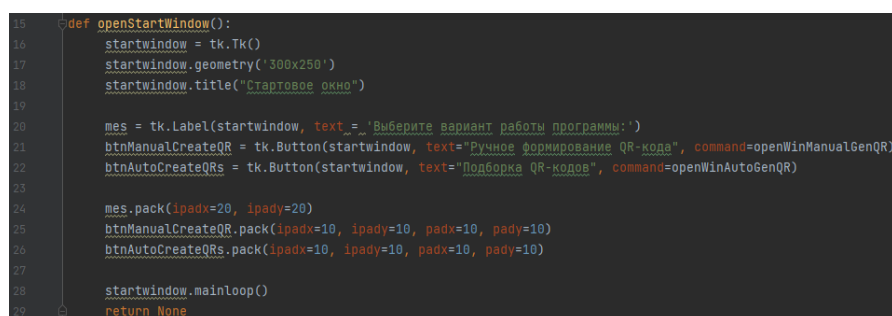 15 def openStartWindow():
16 startwindow = tk.Tk()
17 startwindow.geometry('300x250')
18 startwindow.title("Стартовое окно")
19
20 mes = tk.Label(startwindow, text = 'Выберите вариант работы программы:')
21 btnManualCreateQR = tk.Button(startwindow, text="Ручное формирование QR-кода", command=openWinManualGenQR)
22 btnAutoCreateQRs = tk.Button(startwindow, text="Подборка QR-кодов", command=openWinAutoGenQR)
23
24 mes.pack(ipadx=20, ipady=20)
25 btnManualCreateQR.pack(ipadx=10, ipady=10, padx=10, pady=10)
26 btnAutoCreateQRs.pack(ipadx=10, ipady=10, padx=10, pady=10)
27
28 startwindow.mainloop()
29 return None